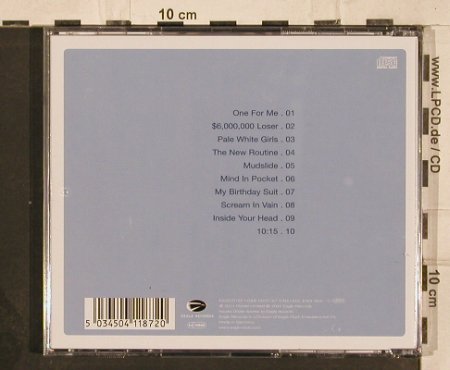 10 cm
One For Me . 01
$6,000,000 Loser . 02
Pale White Girls . 03
The New Routine . 04
Mudslide . 05
Mind In Pocket . 06
My Birthday Suit . 07
Scream In Vain . 08
Inside Your Head . 09
10:15 . 10
5 034504 118720
EAGLE RECORDS
www.LPCD.de / CD
10 cm